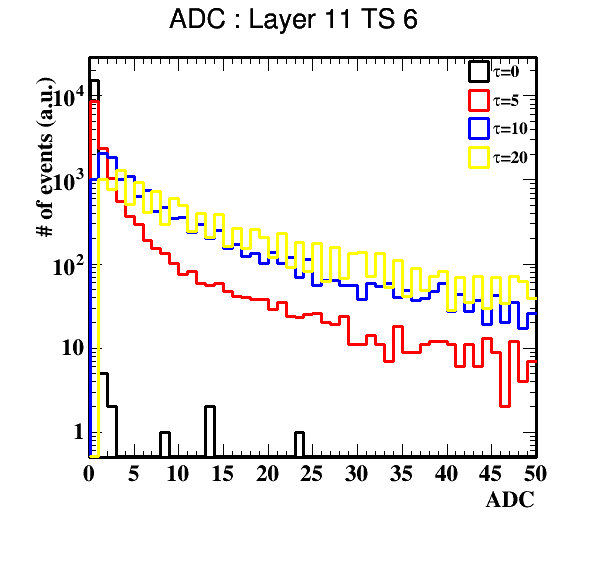 ADC : Layer 11 TS 6
# of events (a.u.)
10⁴
10³
10²
10
1
τ=0
τ=5
τ=10
τ=20
0 5 10 15 20 25 30 35 40 45 50
ADC